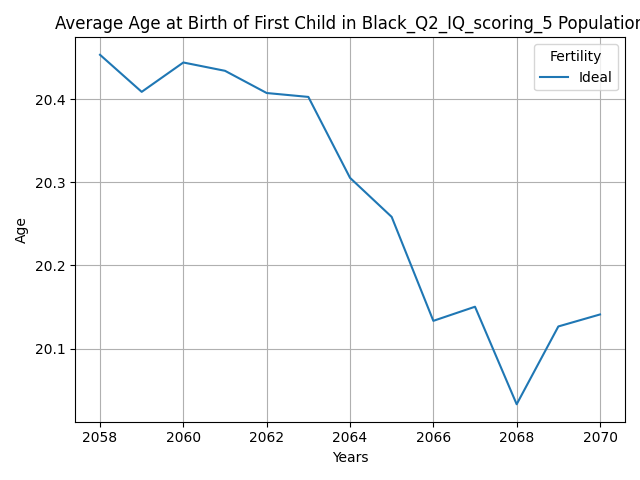 Average Age at Birth of First Child in Black_Q2_IQ_scoring_5 Population
Fertility
Ideal
20.4
20.3
20.2
20.1
Age
2058 2060 2062 2064 2066 2068 2070
Years